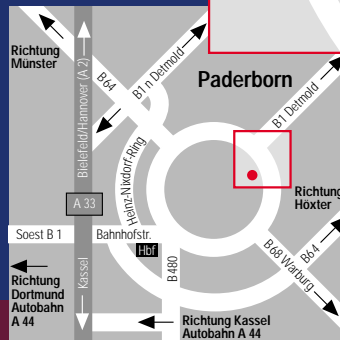 Richtung
Münster
B64
Bielefeld/Hannover (A 2)
B1 n Detmold
Paderborn
B1 Detmold
Heinz-Nixdorf-Ring
A 33
Richtung
Höxter
Soest B 1
Bahnhofstr.
Hbf
B64
B68 Warburg
B480
Kassel
Richtung
Dortmund
Autobahn
A 44
Richtung Kassel
Autobahn A 44